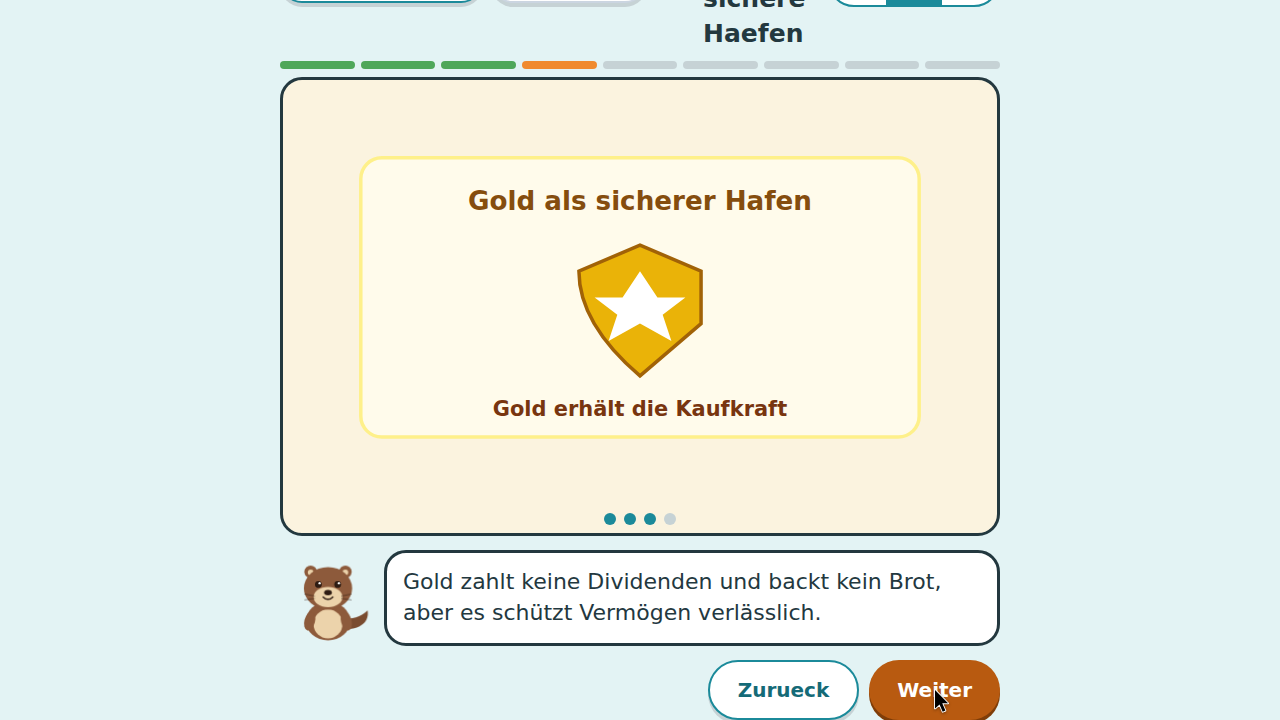 sichere
Haefen
Gold als sicherer Hafen
Gold erhält die Kaufkraft
Gold zahlt keine Dividenden und backt kein Brot,
aber es schützt Vermögen verlässlich.
Zurueck
Weiter